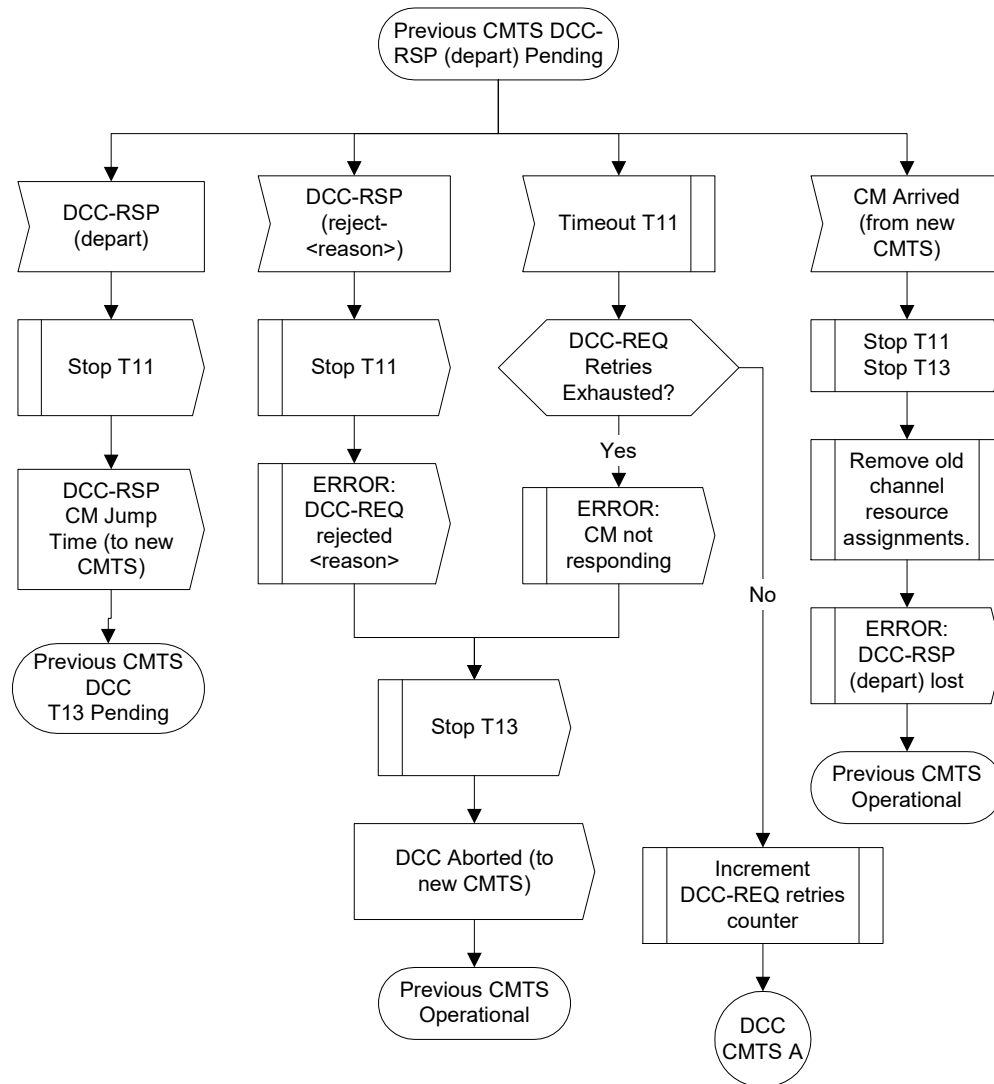 Previous CMTS DCC-
RSP (depart) Pending
DCC-RSP
(depart)
DCC-RSP
(reject-
<reason>)
Timeout T11
CM Arrived
(from new
CMTS)
Stop T11
Stop T11
DCC-REQ
Retries
Exhausted?
Stop T11
Stop T13
Yes
No
DCC-RSP
CM Jump
Time (to new
CMTS)
ERROR:
DCC-REQ
rejected
<reason>
ERROR:
CM not
responding
Remove old
channel
resource
assignments.
Previous CMTS
DCC
T13 Pending
ERROR:
DCC-RSP
(depart) lost
Stop T13
Previous CMTS
Operational
DCC Aborted (to
new CMTS)
Increment
DCC-REQ retries
counter
Previous CMTS
Operational
DCC
CMTS A